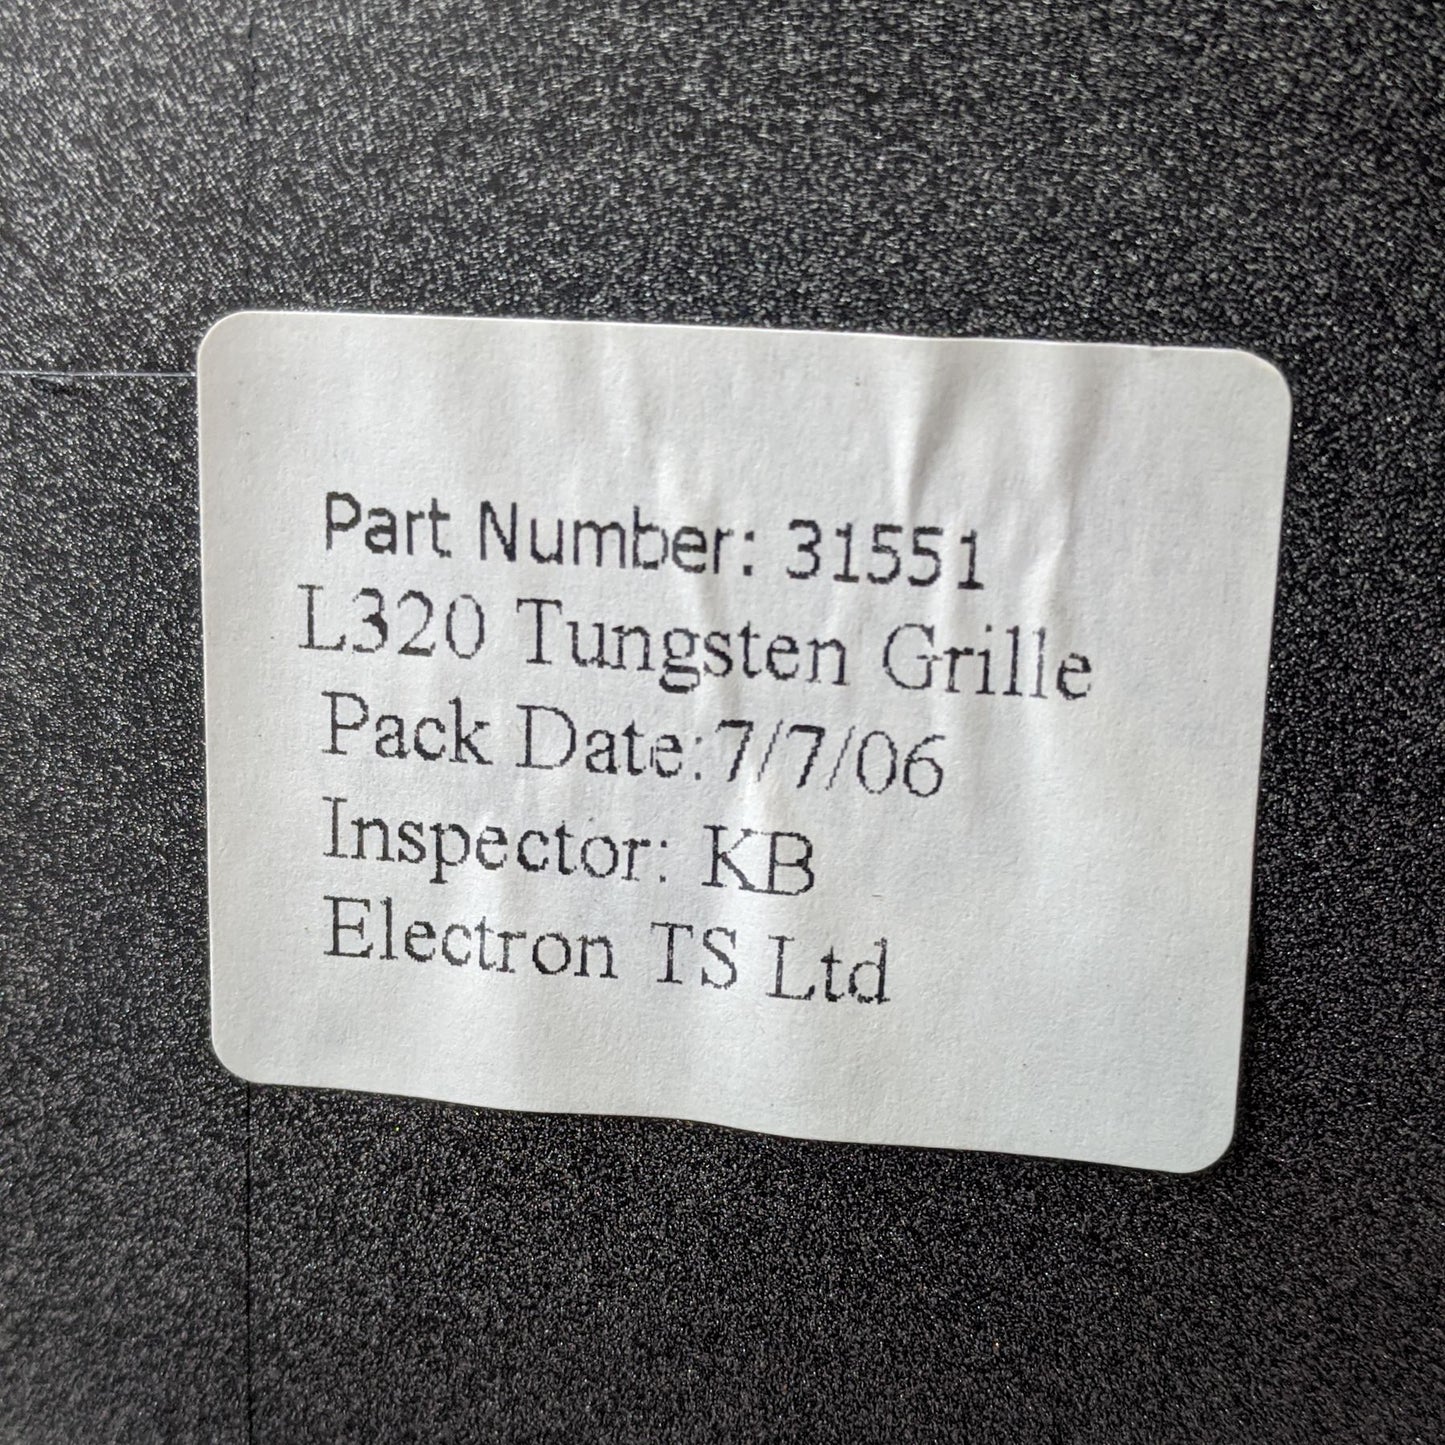 Part Number: 31551
L320 Tungsten Grille
Pack Date:7/7/06
Inspector: KB
Electron TS Ltd